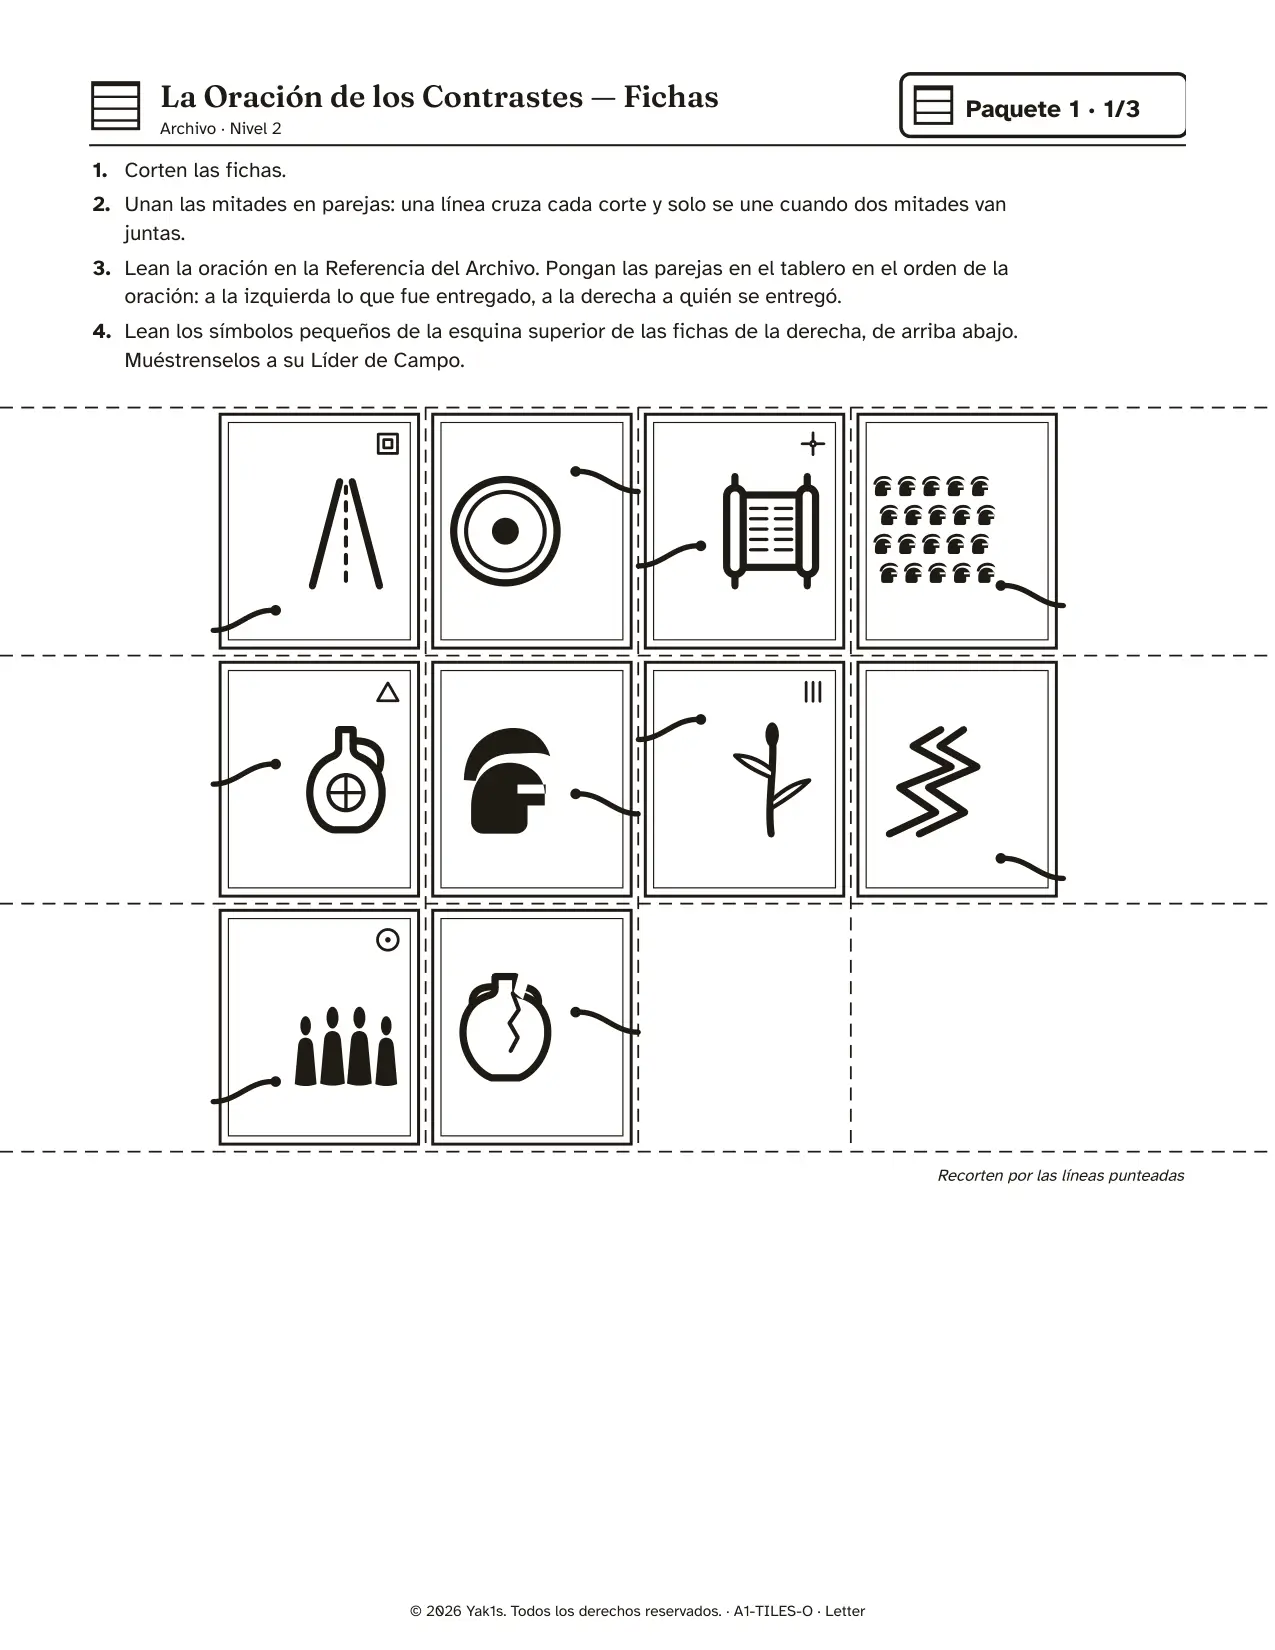 La Oración de los Contrastes — Fichas
Archivo · Nivel 2
Paquete 1 · 1/3
1. Corten las fichas.
2. Unan las mitades en parejas: una línea cruza cada corte y solo se une cuando dos mitades van
juntas.
3. Lean la oración en la Referencia del Archivo. Pongan las parejas en el tablero en el orden de la
oración: a la izquierda lo que fue entregado, a la derecha a quién se entregó.
4. Lean los símbolos pequeños de la esquina superior de las fichas de la derecha, de arriba abajo.
Muéstrenselos a su Líder de Campo.
Recorten por las líneas punteadas
© 2026 Yak1s. Todos los derechos reservados. · A1-TILES-O · Letter